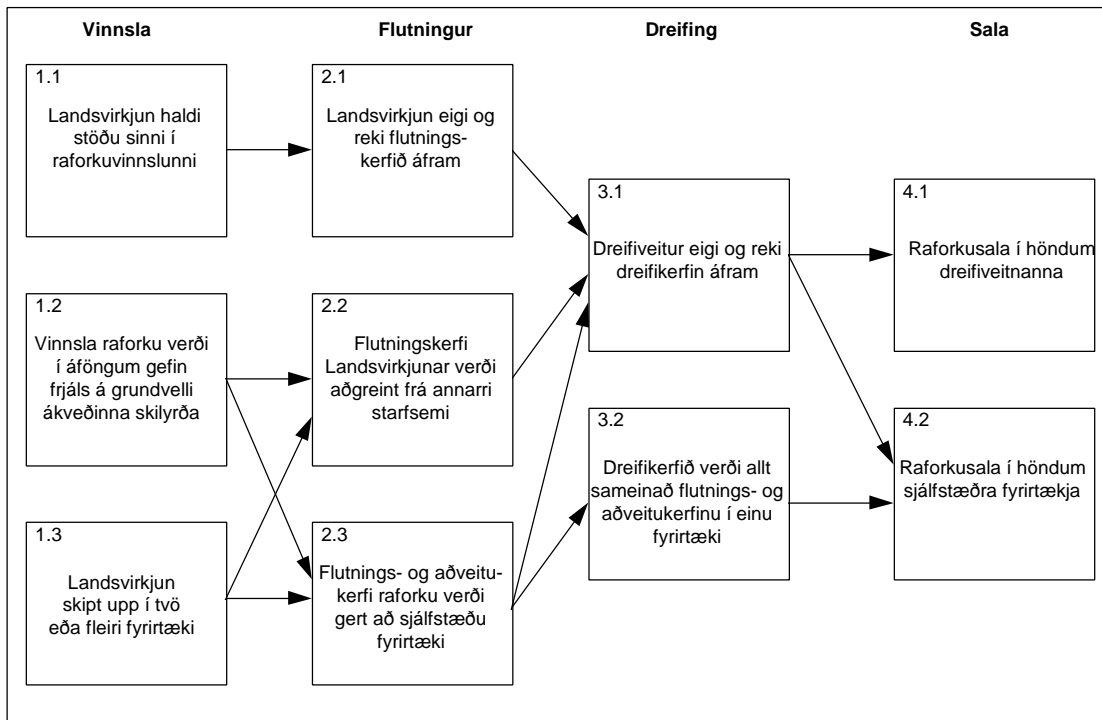 Vinnsla
Flutningur
Dreifing
Sala
1.1
Landsvirkjun haldi
stöðu sinni í
raforkuvinnslunni
2.1
Landsvirkjun eigi og
reki flutnings-
kerfið áfram
3.1
Dreifiveitur eigi og reki
dreifikerfin áfram
4.1
Raforkusala í höndum
dreifiveitnanna
1.2
Vinnsla raforku verði
í áföngum gefin
frjáls á grundvelli
ákveðinna skilyrða
2.2
Flutningskerfi
Landsvirkjunar verði
aðgreint frá annarri
starfsemi
3.2
Dreifikerfið verði allt
sameinað flutnings- og
aðveitukerfinu í einu
fyrirtæki
4.2
Raforkusala í höndum
sjálfstæðra fyrirtækja
1.3
Landsvirkjun
skipt upp í tvö
eða fleiri fyrirtæki
2.3
Flutnings- og aðveitu-
kerfi raforku verði
gert að sjálfstæðu
fyrirtæki